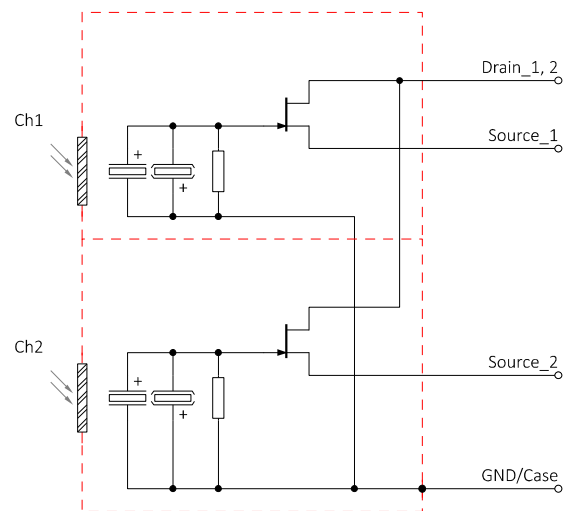 Drain_1, 2
Ch1
Source_1
+
+
Ch2
Source_2
+
+
GND/Case